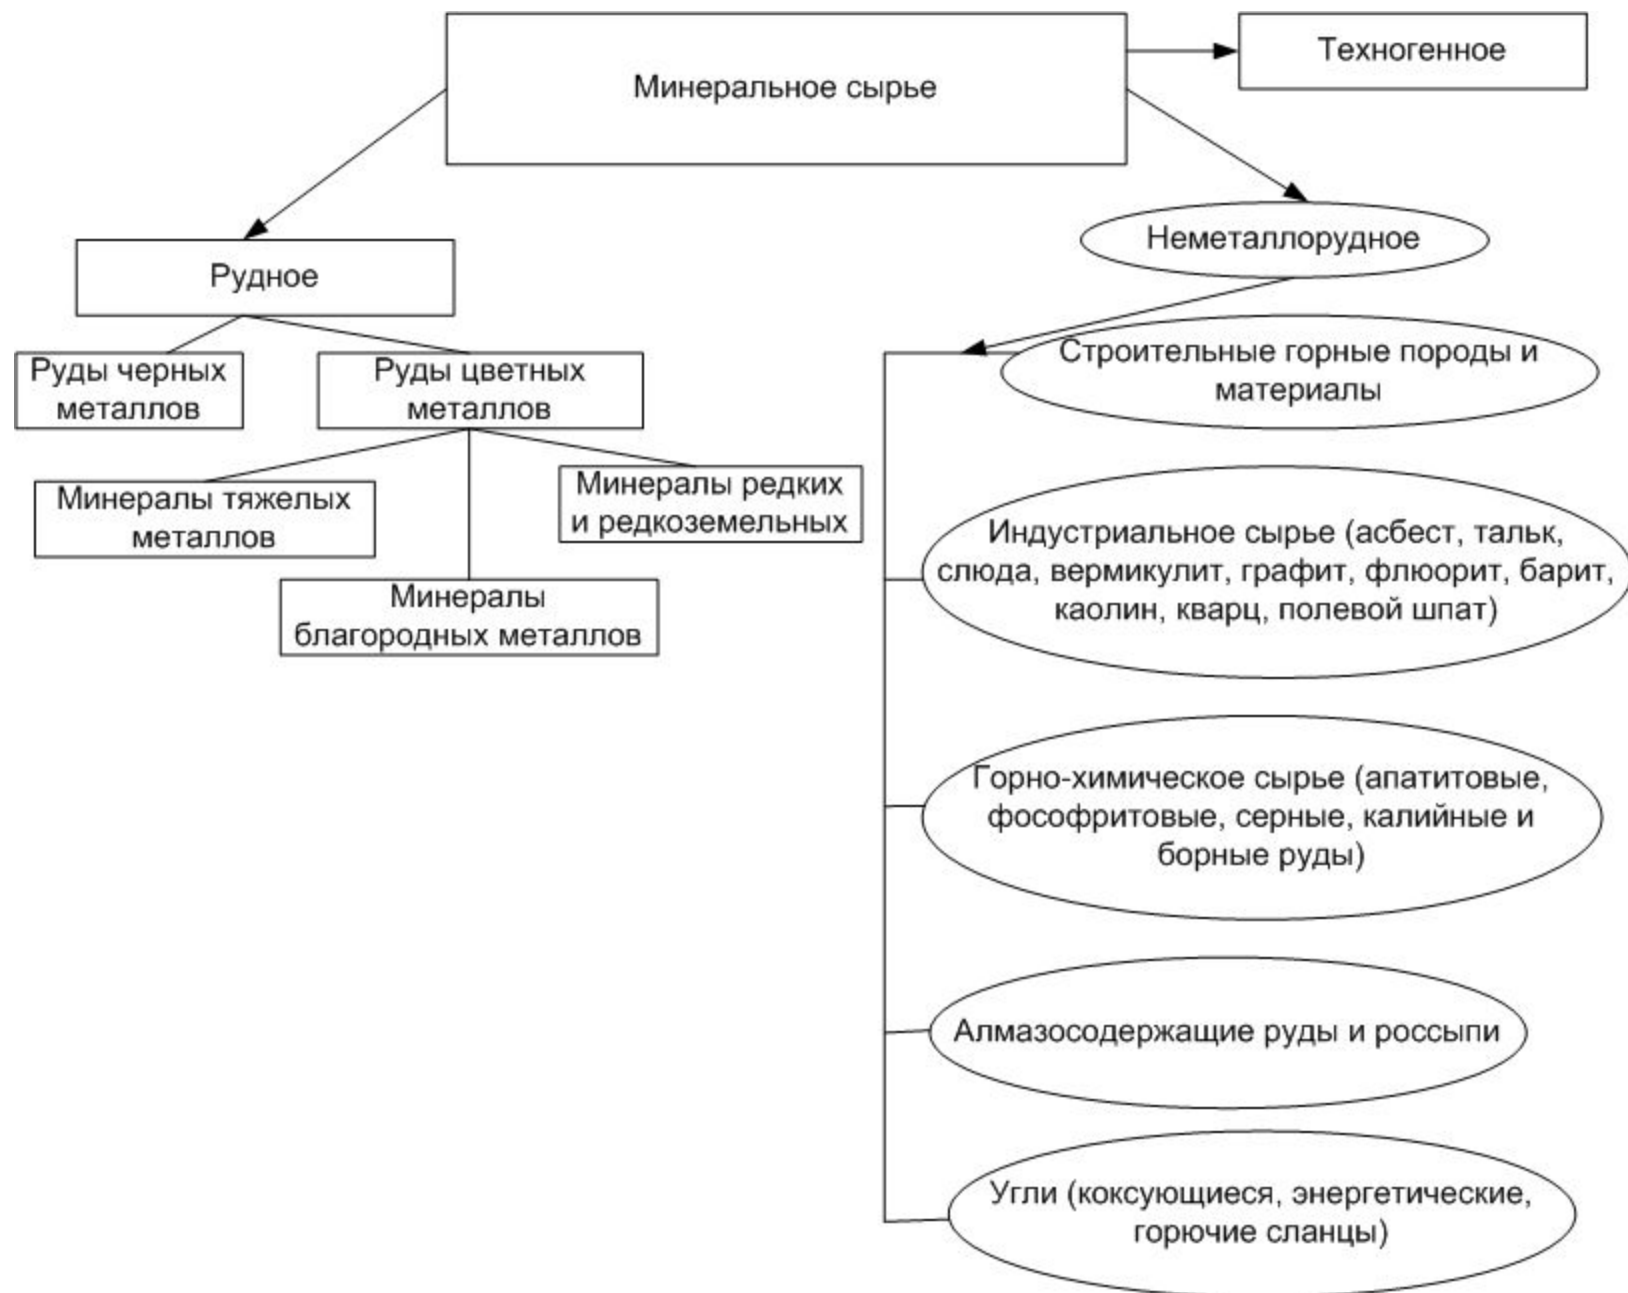 Минеральное сырье
Техногенное
Рудное
Руды черных
металлов
Руды цветных
металлов
Минералы тяжелых
металлов
Минералы редких
и редкоземельных
Минералы
благородных металлов
Неметаллорудное
Строительные горные породы и
материалы
Индустриальное сырье (асбест, тальк,
слюда, вермикулит, графит, флюорит, барит,
каолин, кварц, полевой шпат)
Горно-химическое сырье (апатитовые,
фософритовые, серные, калийные и
борные руды)
Алмазосодержащие руды и россыпи
Угли (коксующиеся, энергетические,
горючие сланцы)